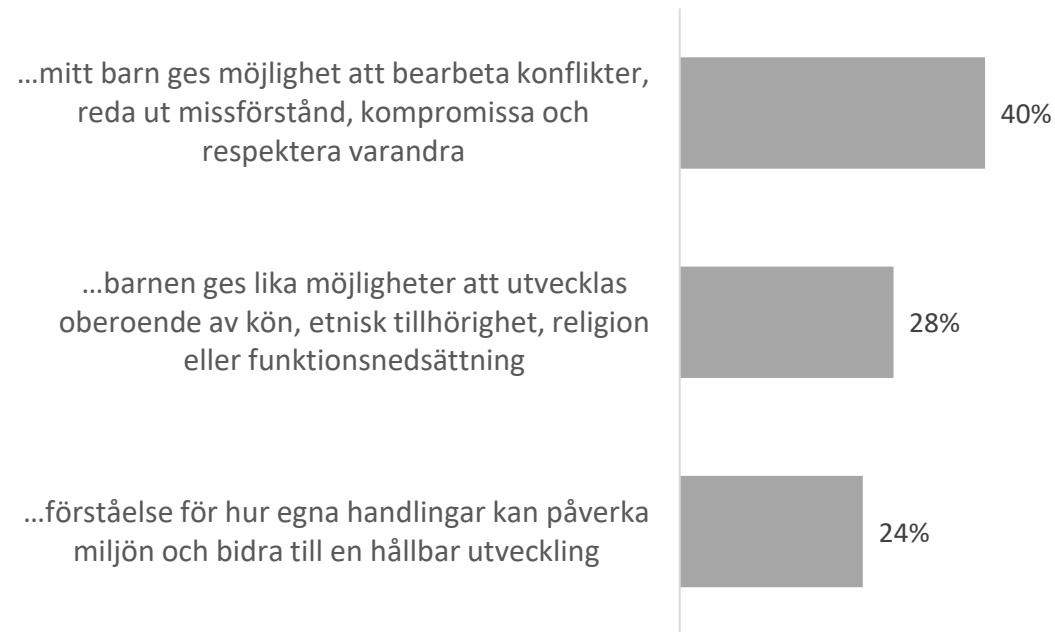 ...mitt barn ges möjlighet att bearbeta konflikter,
reda ut missförstånd, kompromissa och
respektera varandra
40%
...barnen ges lika möjligheter att utvecklas
oberoende av kön, etnisk tillhörighet, religion
eller funktionsnedsättning
28%
...förståelse för hur egna handlingar kan påverka
miljön och bidra till en hållbar utveckling
24%